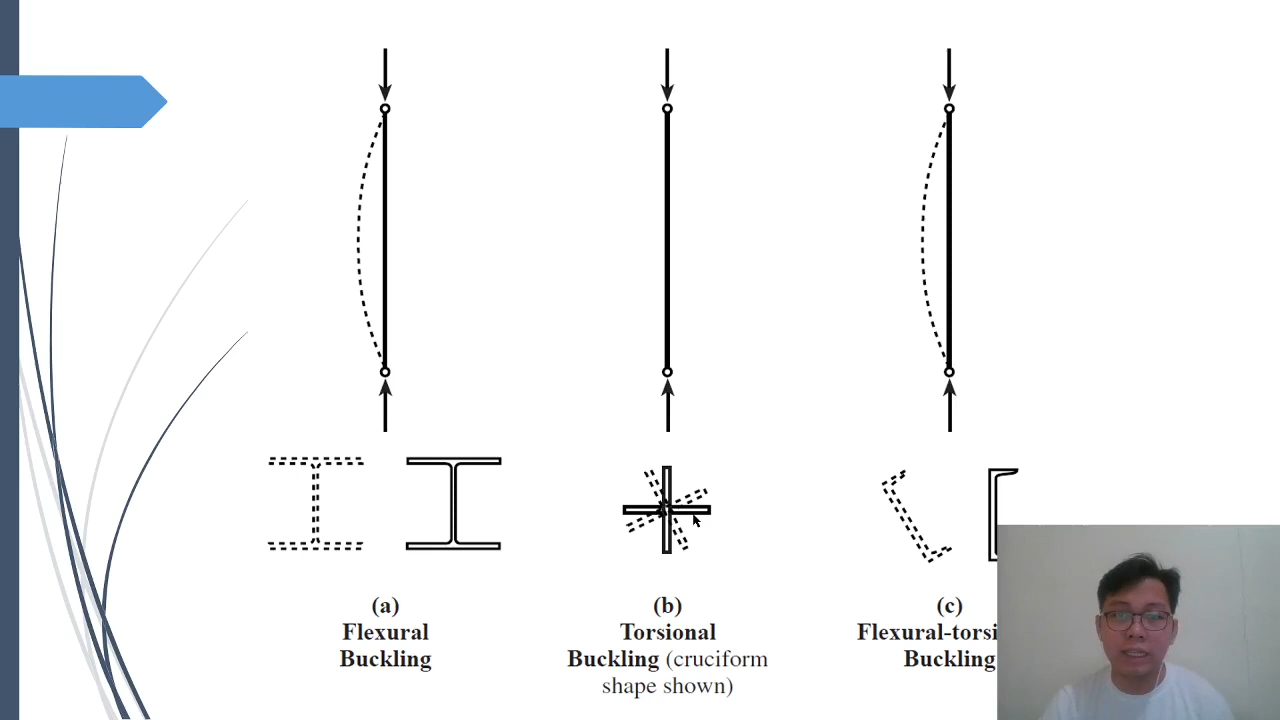 (a)
Flexural
Buckling
(b)
Torsional
Buckling (cruciform
shape shown)
(c)
Flexural-torsi
Buckling